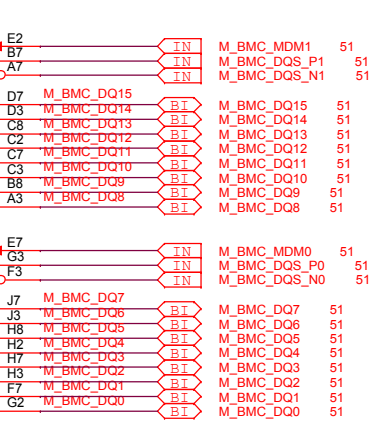 E2 IN M_BMC_MDM1 51
B7 IN M_BMC_DQS_P1 51
A7 IN M_BMC_DQS_N1 51
D7 M_BMC_DQ15 BI M_BMC_DQ15 51
D3 M_BMC_DQ14 BI M_BMC_DQ14 51
C8 M_BMC_DQ13 BI M_BMC_DQ13 51
C2 M_BMC_DQ12 BI M_BMC_DQ12 51
C7 M_BMC_DQ11 BI M_BMC_DQ11 51
C3 M_BMC_DQ10 BI M_BMC_DQ10 51
B8 M_BMC_DQ9 BI M_BMC_DQ9 51
A3 M_BMC_DQ8 BI M_BMC_DQ8 51
E7 IN M_BMC_MDM0 51
G3 IN M_BMC_DQS_P0 51
F3 IN M_BMC_DQS_N0 51
J7 M_BMC_DQ7 BI M_BMC_DQ7 51
J3 M_BMC_DQ6 BI M_BMC_DQ6 51
H8 M_BMC_DQ5 BI M_BMC_DQ5 51
H2 M_BMC_DQ4 BI M_BMC_DQ4 51
H7 M_BMC_DQ3 BI M_BMC_DQ3 51
H3 M_BMC_DQ2 BI M_BMC_DQ2 51
F7 M_BMC_DQ1 BI M_BMC_DQ1 51
G2 M_BMC_DQ0 BI M_BMC_DQ0 51